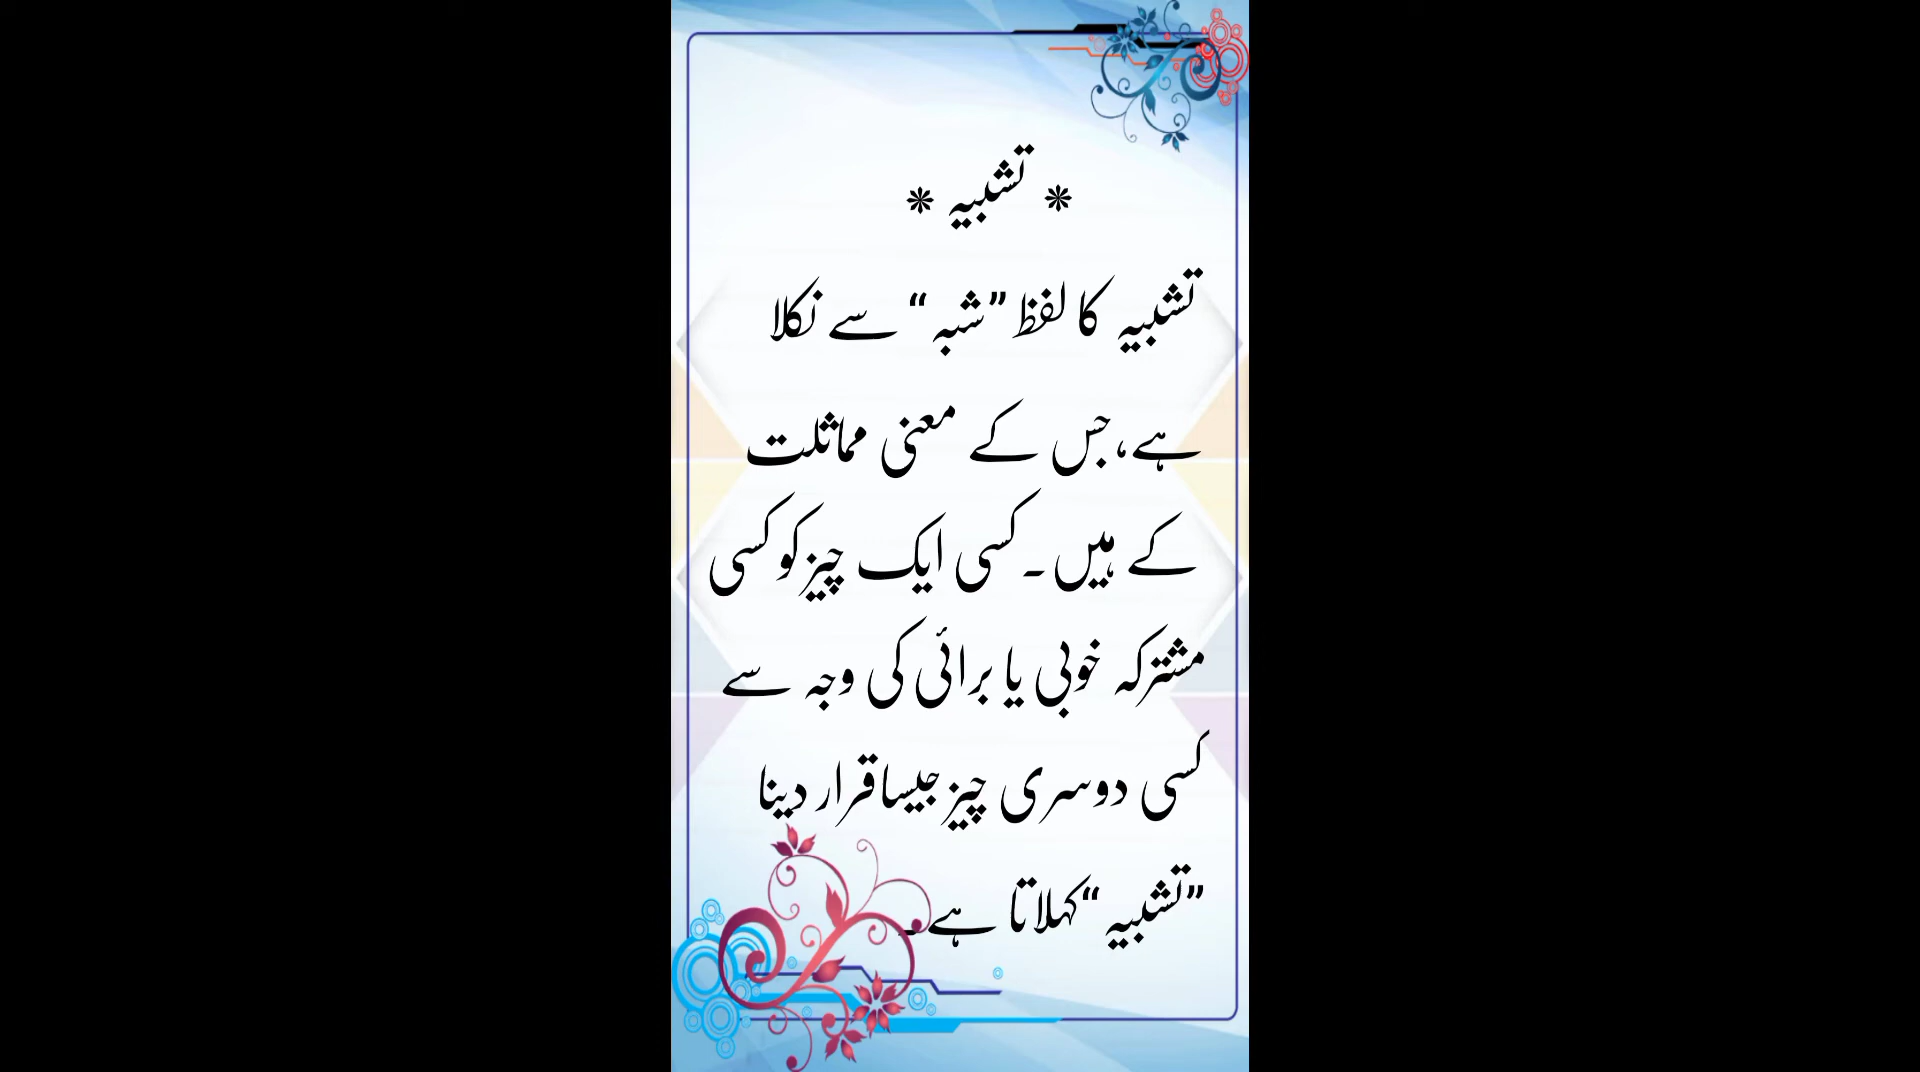 * تشبیہ *
تشبیہ کا لفظ ”شبہ“ سے نکلا
ہے، جس کے معنی مماثلت
کے ہیں۔ کسی ایک چیز کو کسی
مشترکہ خوبی یا برائی کی وجہ سے
کسی دوسری چیز جیسا قرار دینا
”تشبیہ“ کہلاتا ہے۔